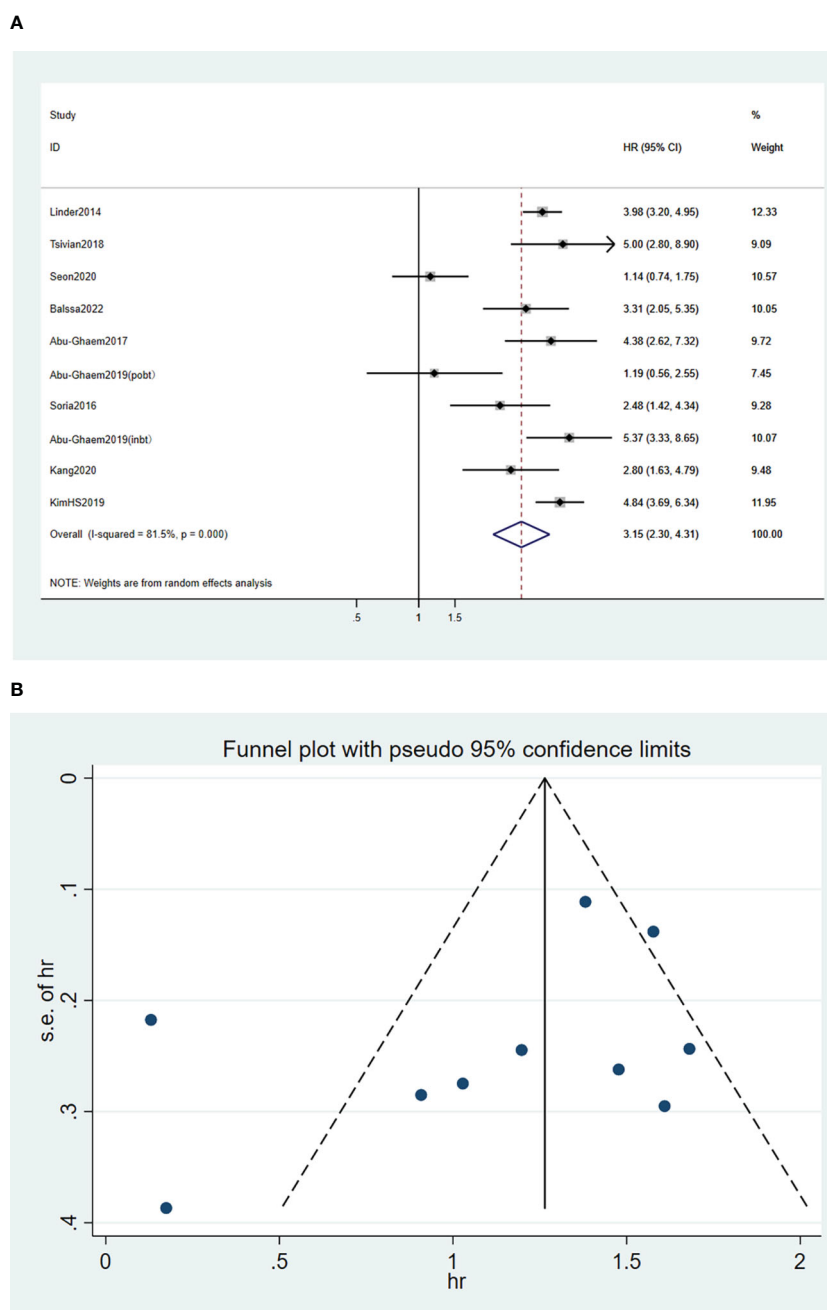 A
Study %
ID HR (95% CI) Weight
Linder2014 3.98 (3.20, 4.95) 12.33
Tsivian2018 5.00 (2.80, 8.90) 9.09
Seon2020 1.14 (0.74, 1.75) 10.57
Balssa2022 3.31 (2.05, 5.35) 10.05
Abu-Ghaem2017 4.38 (2.62, 7.32) 9.72
Abu-Ghaem2019(pobt) 1.19 (0.56, 2.55) 7.45
Soria2016 2.48 (1.42, 4.34) 9.28
Abu-Ghaem2019(inbt) 5.37 (3.33, 8.65) 10.07
Kang2020 2.80 (1.63, 4.79) 9.48
KimHS2019 4.84 (3.69, 6.34) 11.95
Overall (I-squared = 81.5%, p = 0.000) 3.15 (2.30, 4.31) 100.00
NOTE: Weights are from random effects analysis
.5 1 1.5
B
Funnel plot with pseudo 95% confidence limits
0
.1
.2
.3
.4
s.e. of hr
0 .5 1 1.5 2
hr